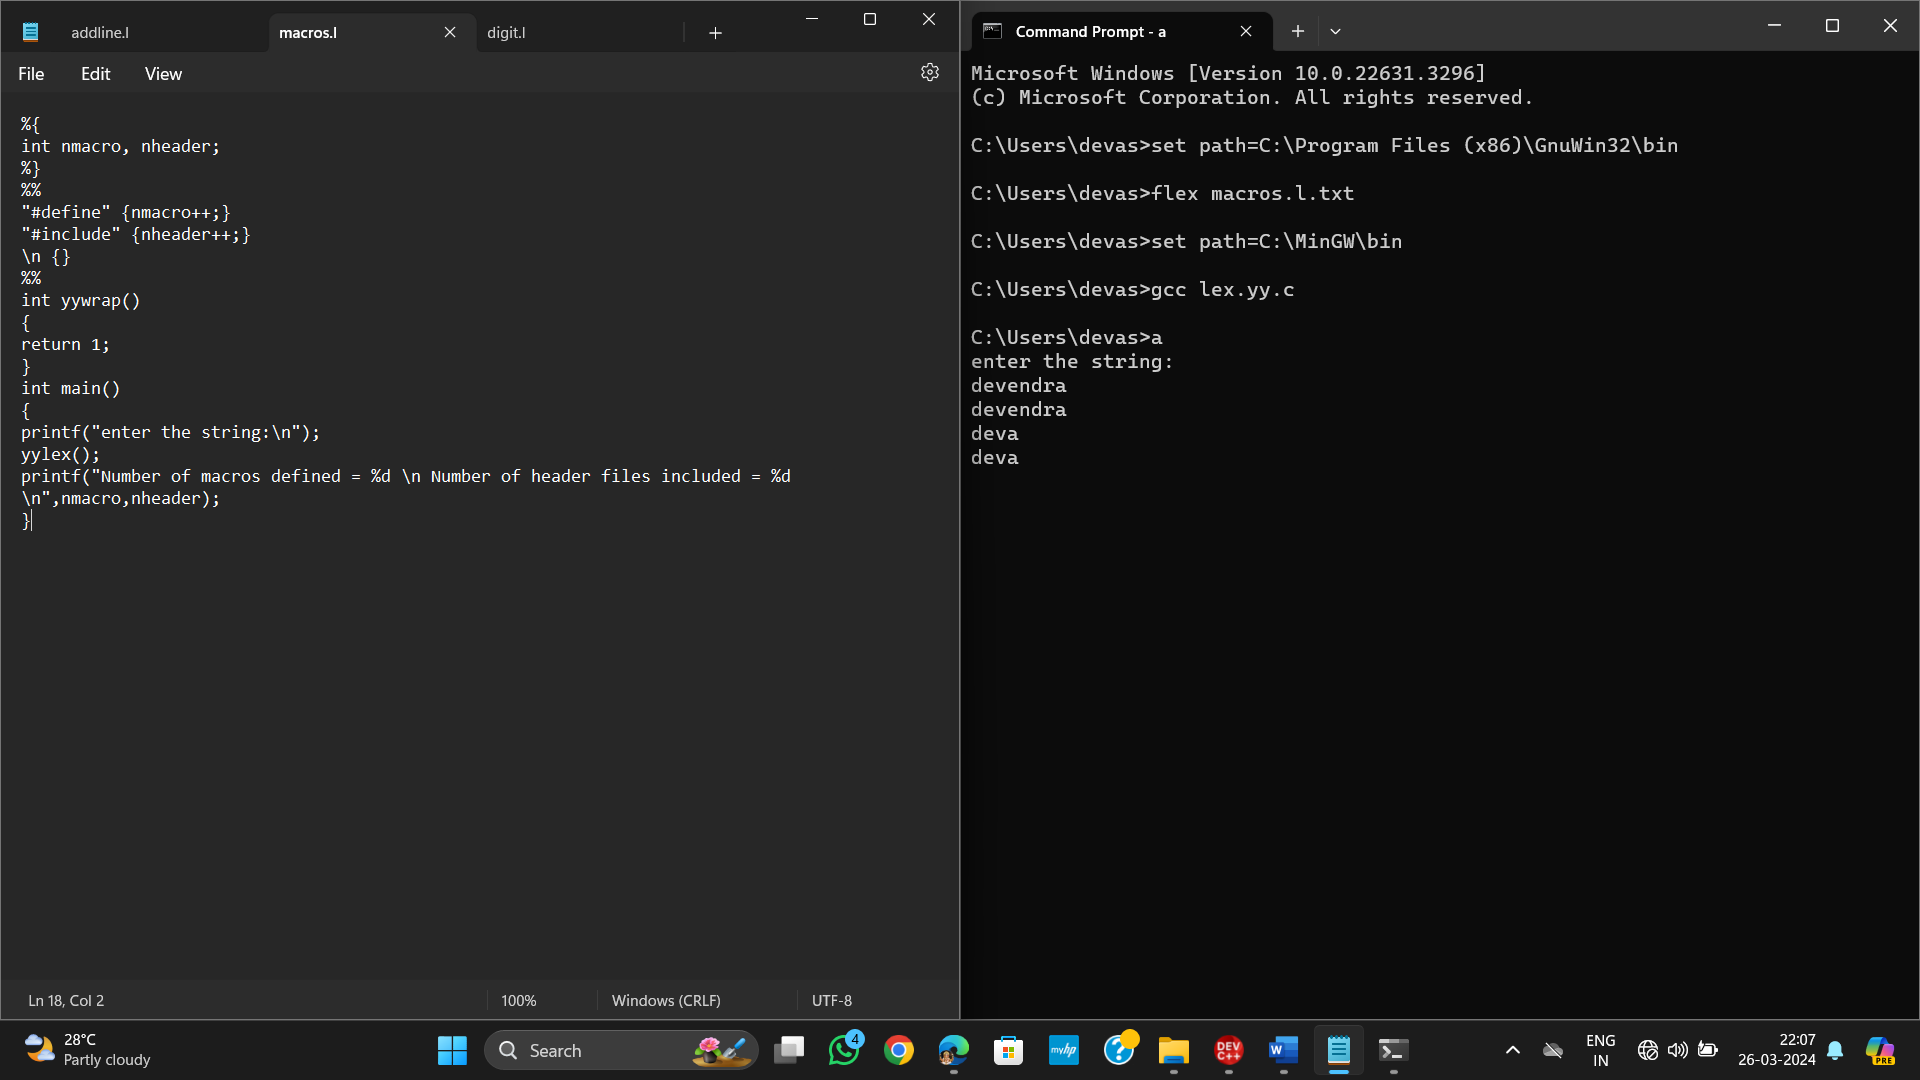 addline.l
macros.l
digit.l
File Edit View
%{
int nmacro, nheader;
%}
%%
"#define" {nmacro++;}
"#include" {nheader++;}
\n {}
%%
int yywrap()
{
return 1;
}
int main()
{
printf("enter the string:\n");
yylex();
printf("Number of macros defined = %d \n Number of header files included = %d
\n",nmacro,nheader);
}
Ln 18, Col 2
100%
Windows (CRLF)
UTF-8
Command Prompt - a
Microsoft Windows [Version 10.0.22631.3296]
(c) Microsoft Corporation. All rights reserved.
C:\Users\devas>set path=C:\Program Files (x86)\GnuWin32\bin
C:\Users\devas>flex macros.l.txt
C:\Users\devas>set path=C:\MinGW\bin
C:\Users\devas>gcc lex.yy.c
C:\Users\devas>a
enter the string:
devendra
devendra
deva
deva
28°C
Partly cloudy
Search
4
myhp
DEV
C++
W
PRE
ENG
IN
22:07
26-03-2024